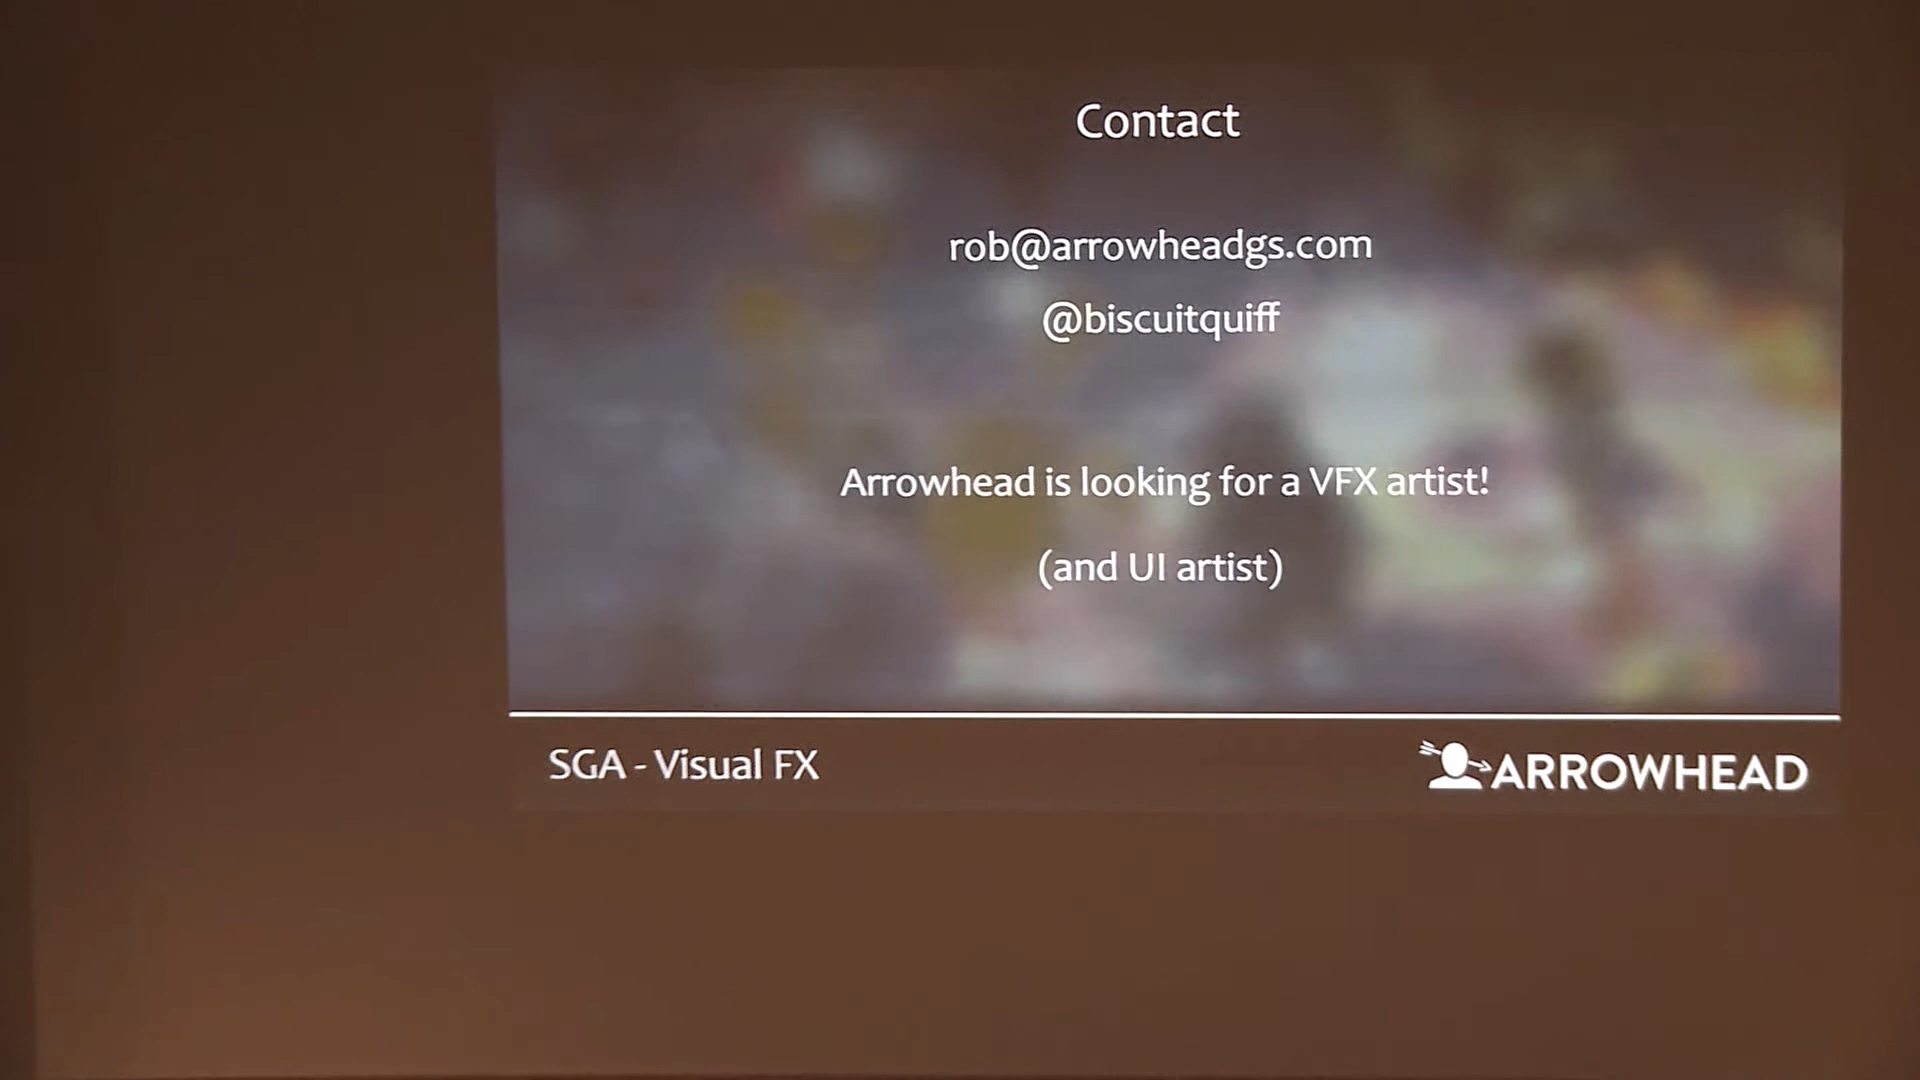 Contact
rob@arrowheadgs.com
@biscuitquiff
Arrowhead is looking for a VFX artist!
(and UI artist)
SGA - Visual FX
ARROWHEAD